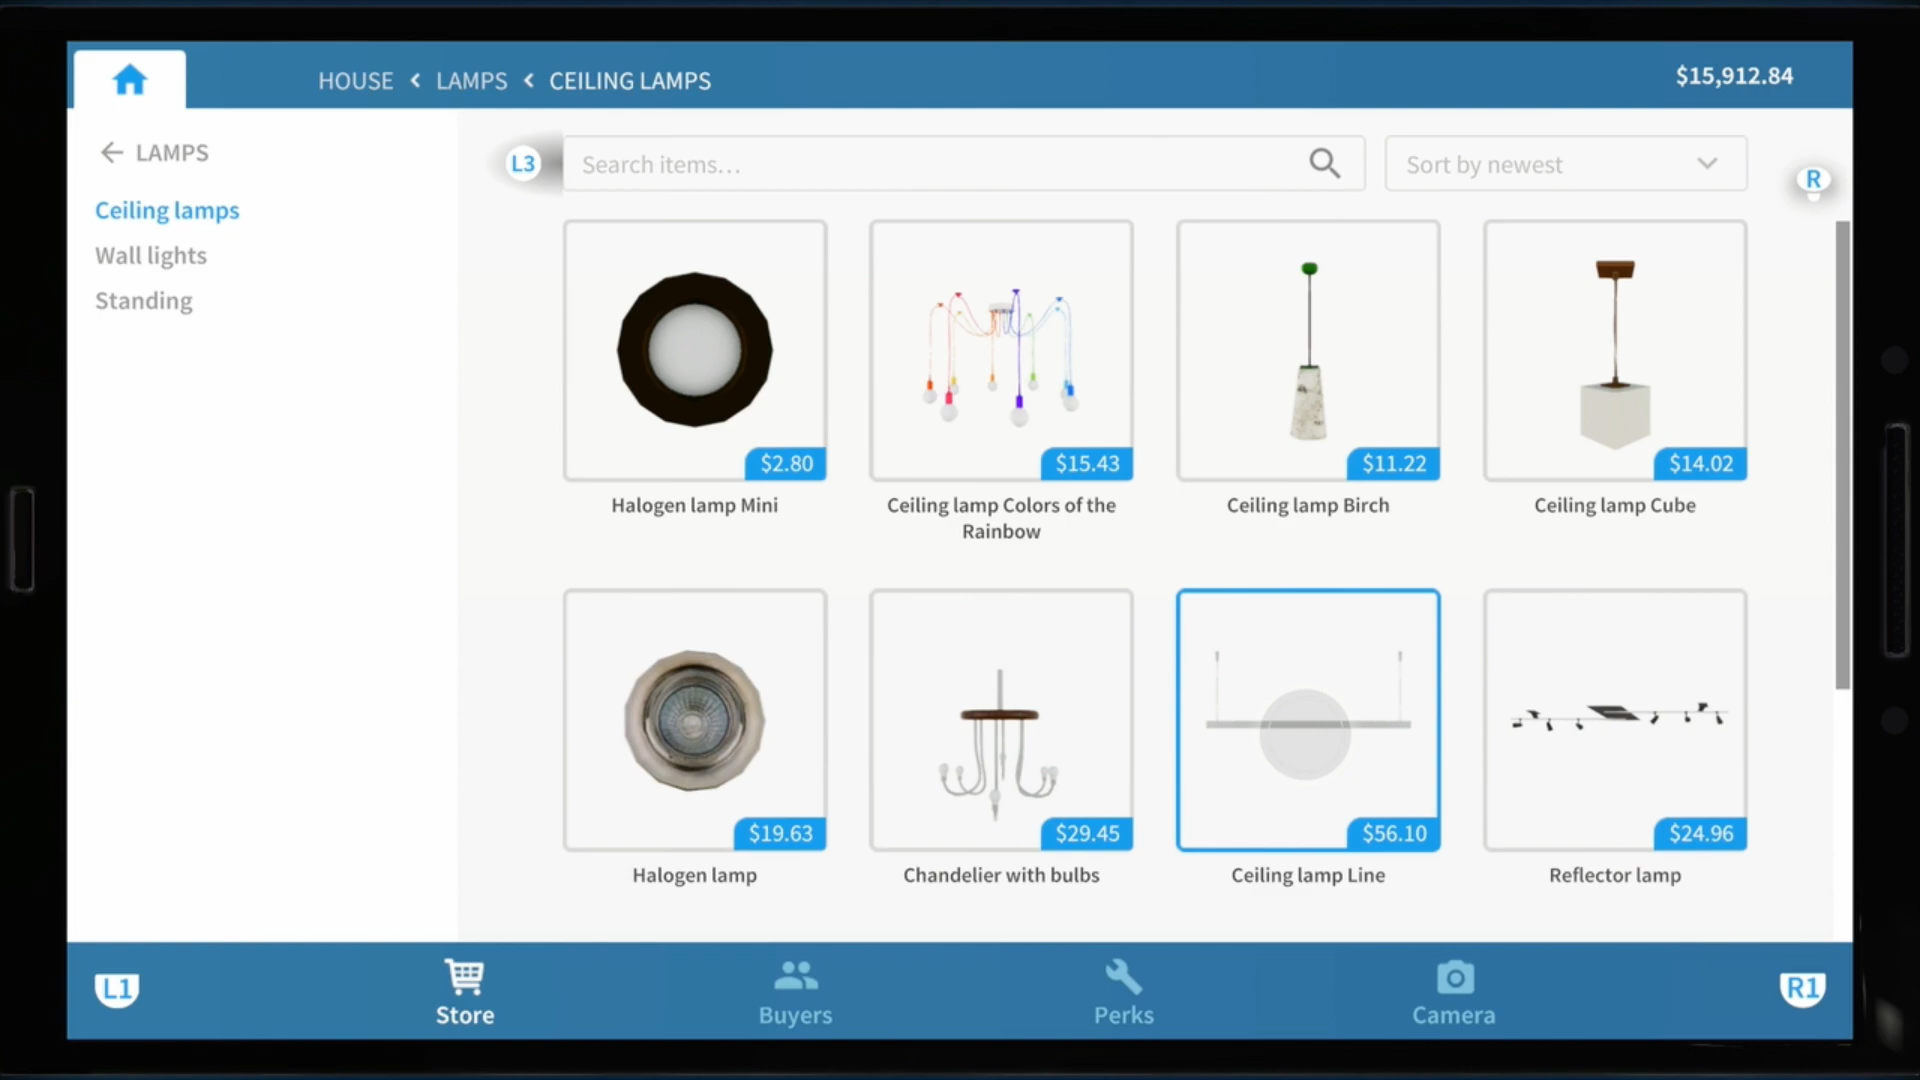 HOUSE < LAMPS < CEILING LAMPS
$15,912.84
LAMPS
Ceiling lamps
Wall lights
Standing
L3
Search items...
Sort by newest
R
$2.80
$15.43
$11.22
$14.02
Halogen lamp Mini
Ceiling lamp Colors of the
Rainbow
Ceiling lamp Birch
Ceiling lamp Cube
$19.63
$29.45
$56.10
$24.96
Halogen lamp
Chandelier with bulbs
Ceiling lamp Line
Reflector lamp
L1
Store
Buyers
Perks
Camera
R1